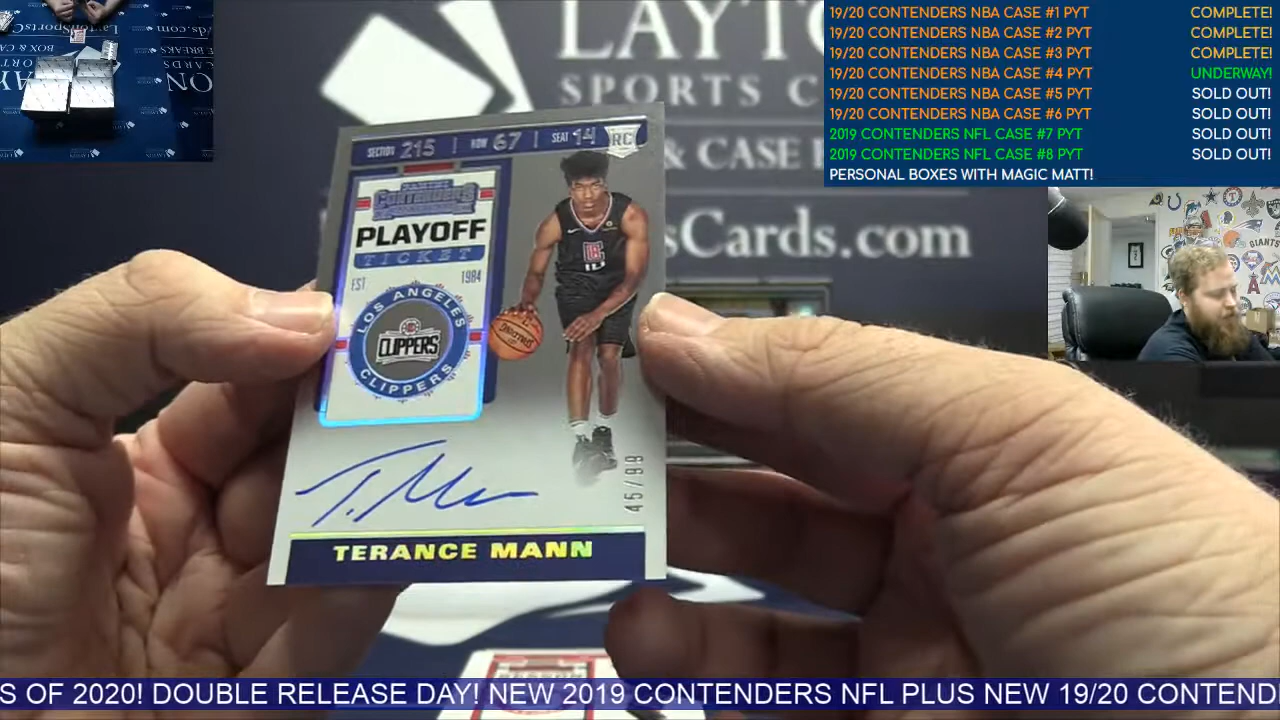 19/20 CONTENDERS NBA CASE #1 PYT COMPLETE!
19/20 CONTENDERS NBA CASE #2 PYT COMPLETE!
19/20 CONTENDERS NBA CASE #3 PYT COMPLETE!
19/20 CONTENDERS NBA CASE #4 PYT UNDERWAY!
19/20 CONTENDERS NBA CASE #5 PYT SOLD OUT!
19/20 CONTENDERS NBA CASE #6 PYT SOLD OUT!
2019 CONTENDERS NFL CASE #7 PYT SOLD OUT!
2019 CONTENDERS NFL CASE #8 PYT SOLD OUT!
PERSONAL BOXES WITH MAGIC MATT!
LAYTO
SPORTS C
& CASE
sCards.com
SECTION 215 | ROW 67 | SEAT 14 RC
CONTENDERS
PLAYOFF
TICKET
EST 1984
LOS ANGELES
CLIPPERS
CLIPPERS
SPALDING
45/99
TERANCE MANN
GIANTS
S OF 2020! DOUBLE RELEASE DAY! NEW 2019 CONTENDERS NFL PLUS NEW 19/20 CONTEND